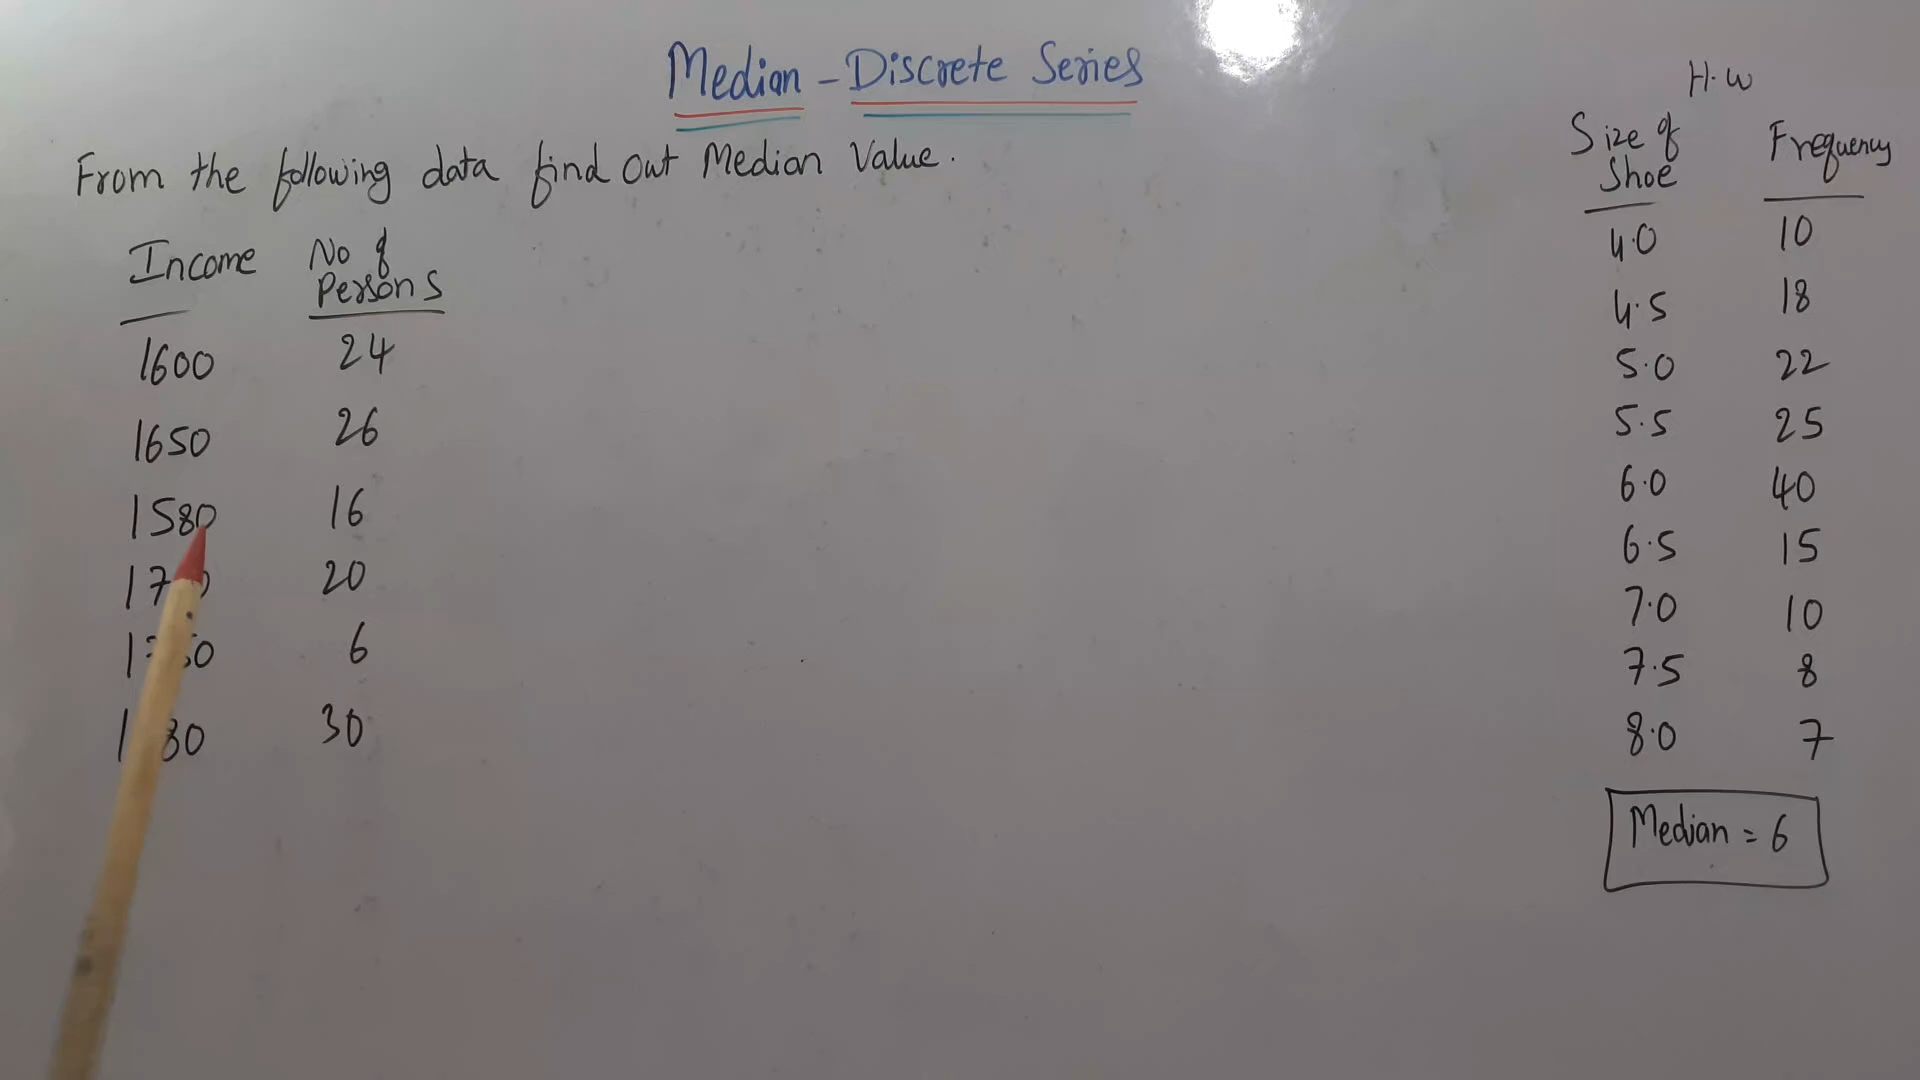 Median - Discrete Series
From the following data find out Median Value.
Income No of Persons
1600 24
1650 26
1580 16
20
6
30
H.W
Size of Shoe Frequency
4.0 10
4.5 18
5.0 22
5.5 25
6.0 40
6.5 15
7.0 10
7.5 8
8.0 7
Median = 6